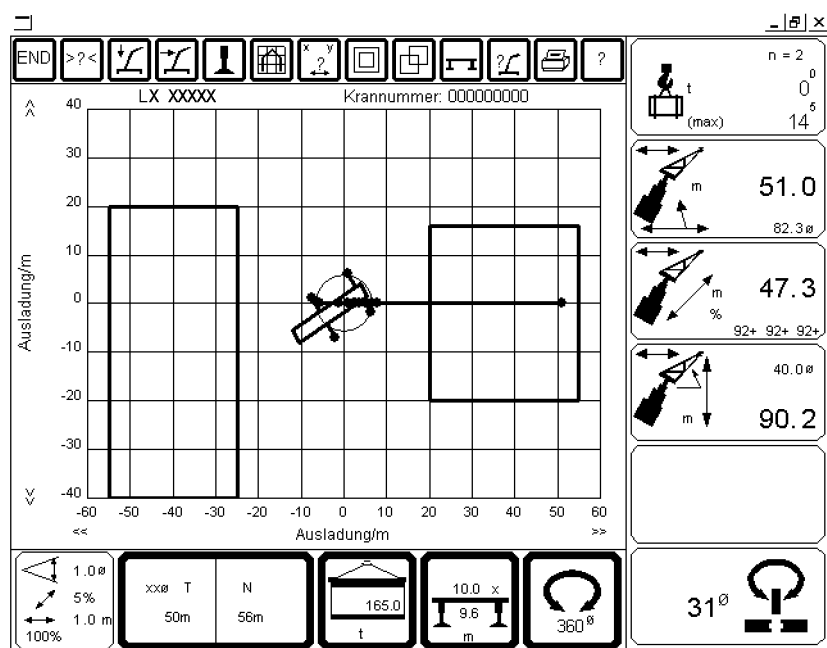 END >?< x y ? ? ?
LX XXXXX Krannummer: 000000000
40
30
20
10
0
-10
-20
-30
-40
Ausladung/m
-60 -50 -40 -30 -20 -10 0 10 20 30 40 50 60
<< Ausladung/m >>
<<
>>
n = 2
t 0 0
(max) 14 5
m 51.0
82.3ø
m 47.3
%
92+ 92+ 92+
40.0ø
m 90.2
31ø
1.0ø
5%
1.0 m
100%
xxø T N
50m 56m
165.0
t
10.0 x
9.6
m
360ø